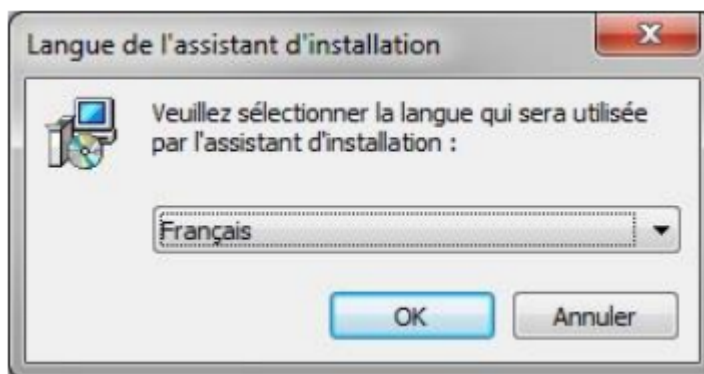 Langue de l'assistant d'installation
Veuillez sélectionner la langue qui sera utilisée
par l'assistant d'installation :
Français
OK
Annuler